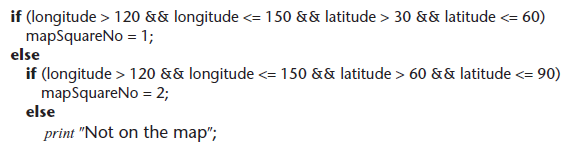 if (longitude > 120 && longitude <= 150 && latitude > 30 && latitude <= 60)
mapSquareNo = 1;
else
if (longitude > 120 && longitude <= 150 && latitude > 60 && latitude <= 90)
mapSquareNo = 2;
else
print "Not on the map";